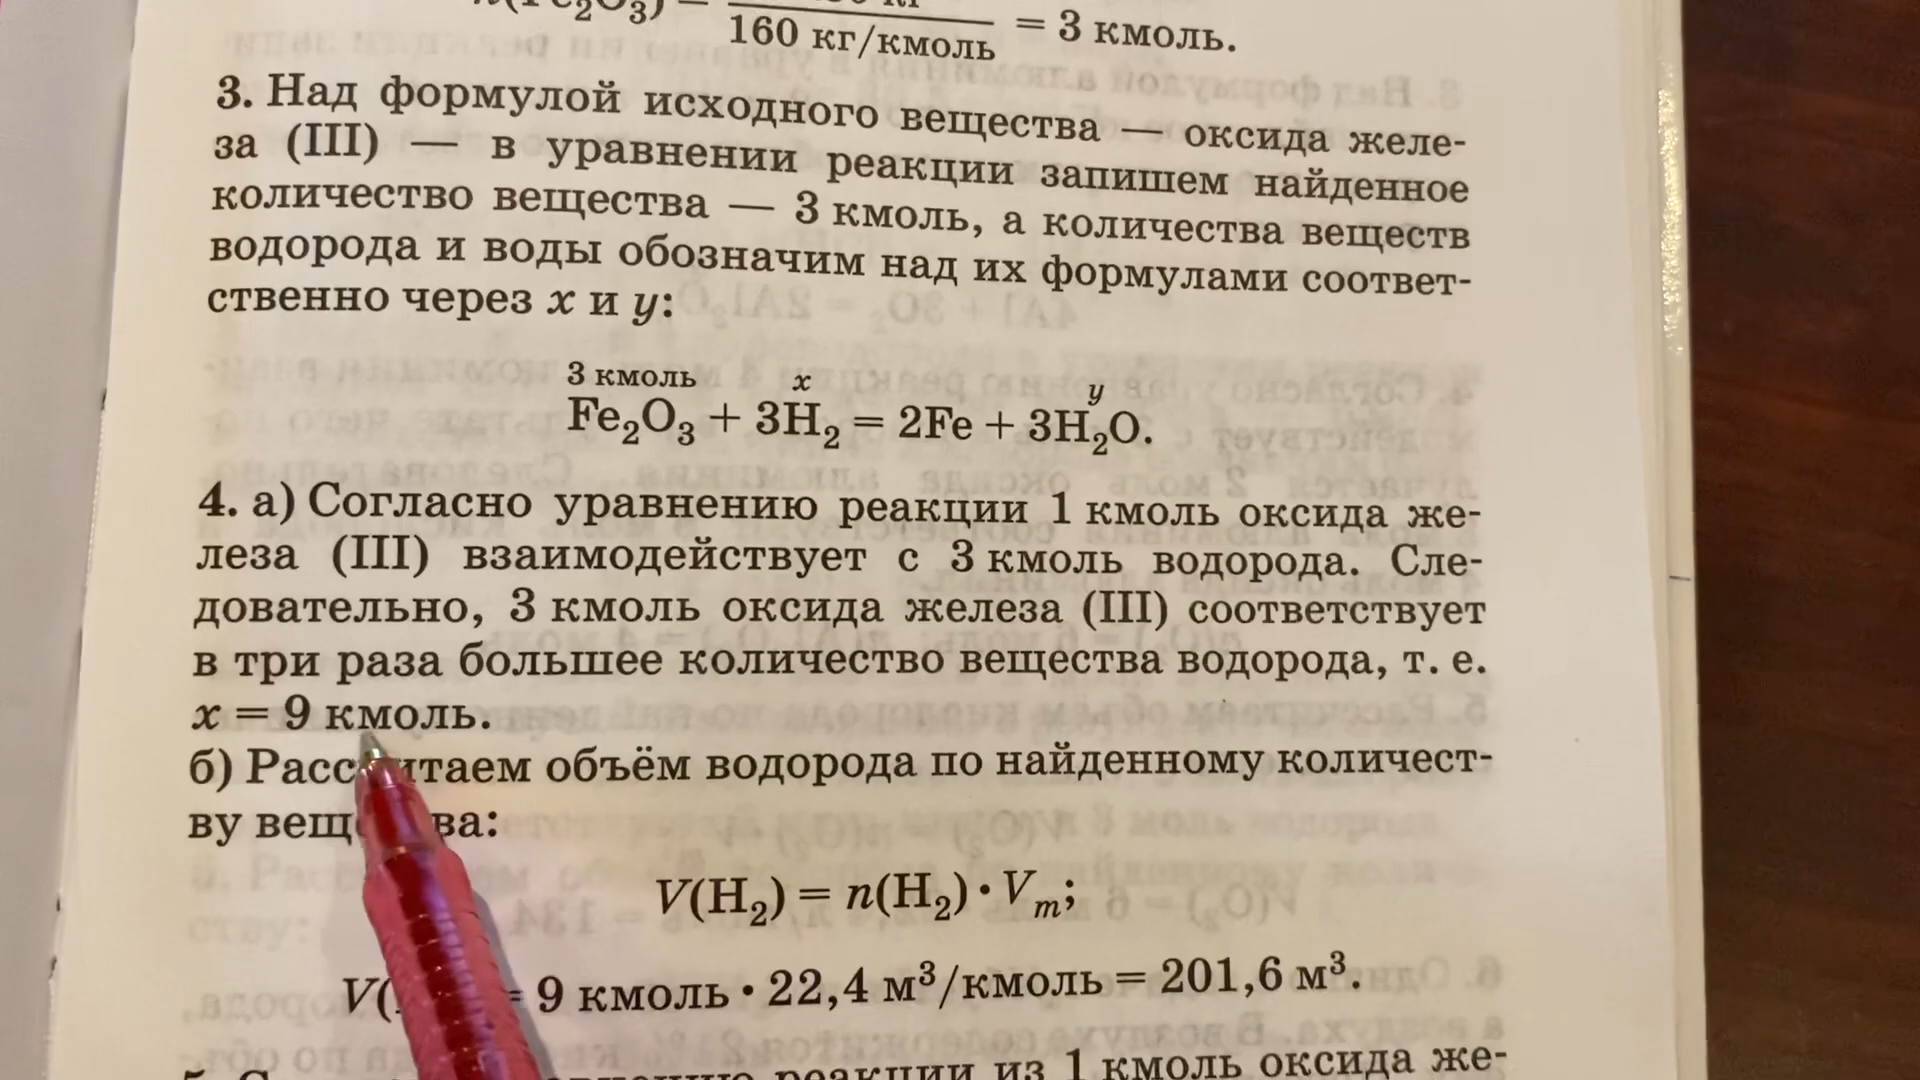 160 кг/кмоль = 3 кмоль.
3. Над формулой исходного вещества — оксида желе-
за (III) — в уравнении реакции запишем найденное
количество вещества — 3 кмоль, а количества веществ
водорода и воды обозначим над их формулами соответ-
ственно через x и y:
3 кмоль x y
Fe₂O₃ + 3H₂ = 2Fe + 3H₂O.
4. а) Согласно уравнению реакции 1 кмоль оксида же-
леза (III) взаимодействует с 3 кмоль водорода. Сле-
довательно, 3 кмоль оксида железа (III) соответствует
в три раза большее количество вещества водорода, т. е.
x = 9 кмоль.
б) Рассчитаем объём водорода по найденному количест-
ву вещества:
V(H₂) = n(H₂) · Vₘ;
V( = 9 кмоль · 22,4 м³/кмоль = 201,6 м³.
реакции из 1 кмоль оксида же-